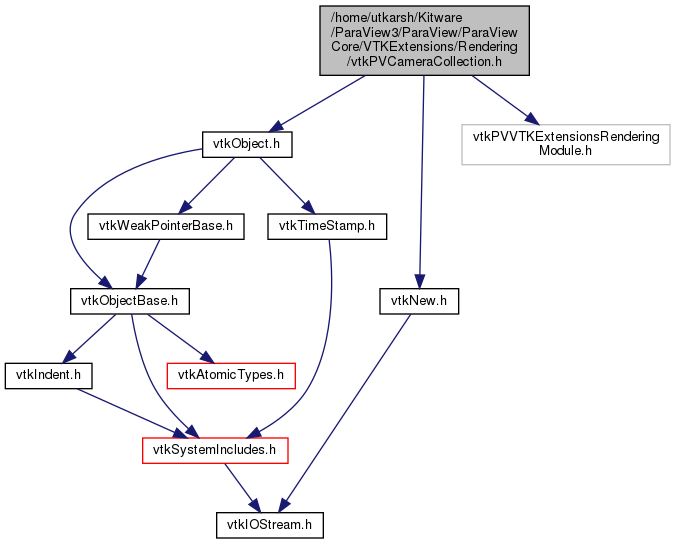 /home/utkarsh/Kitware
/ParaView3/ParaView/ParaView
Core/VTKExtensions/Rendering
/vtkPVCameraCollection.h
vtkObject.h
vtkPVVTKExtensionsRendering
Module.h
vtkWeakPointerBase.h
vtkTimeStamp.h
vtkObjectBase.h
vtkNew.h
vtkIndent.h
vtkAtomicTypes.h
vtkSystemIncludes.h
vtkIOStream.h